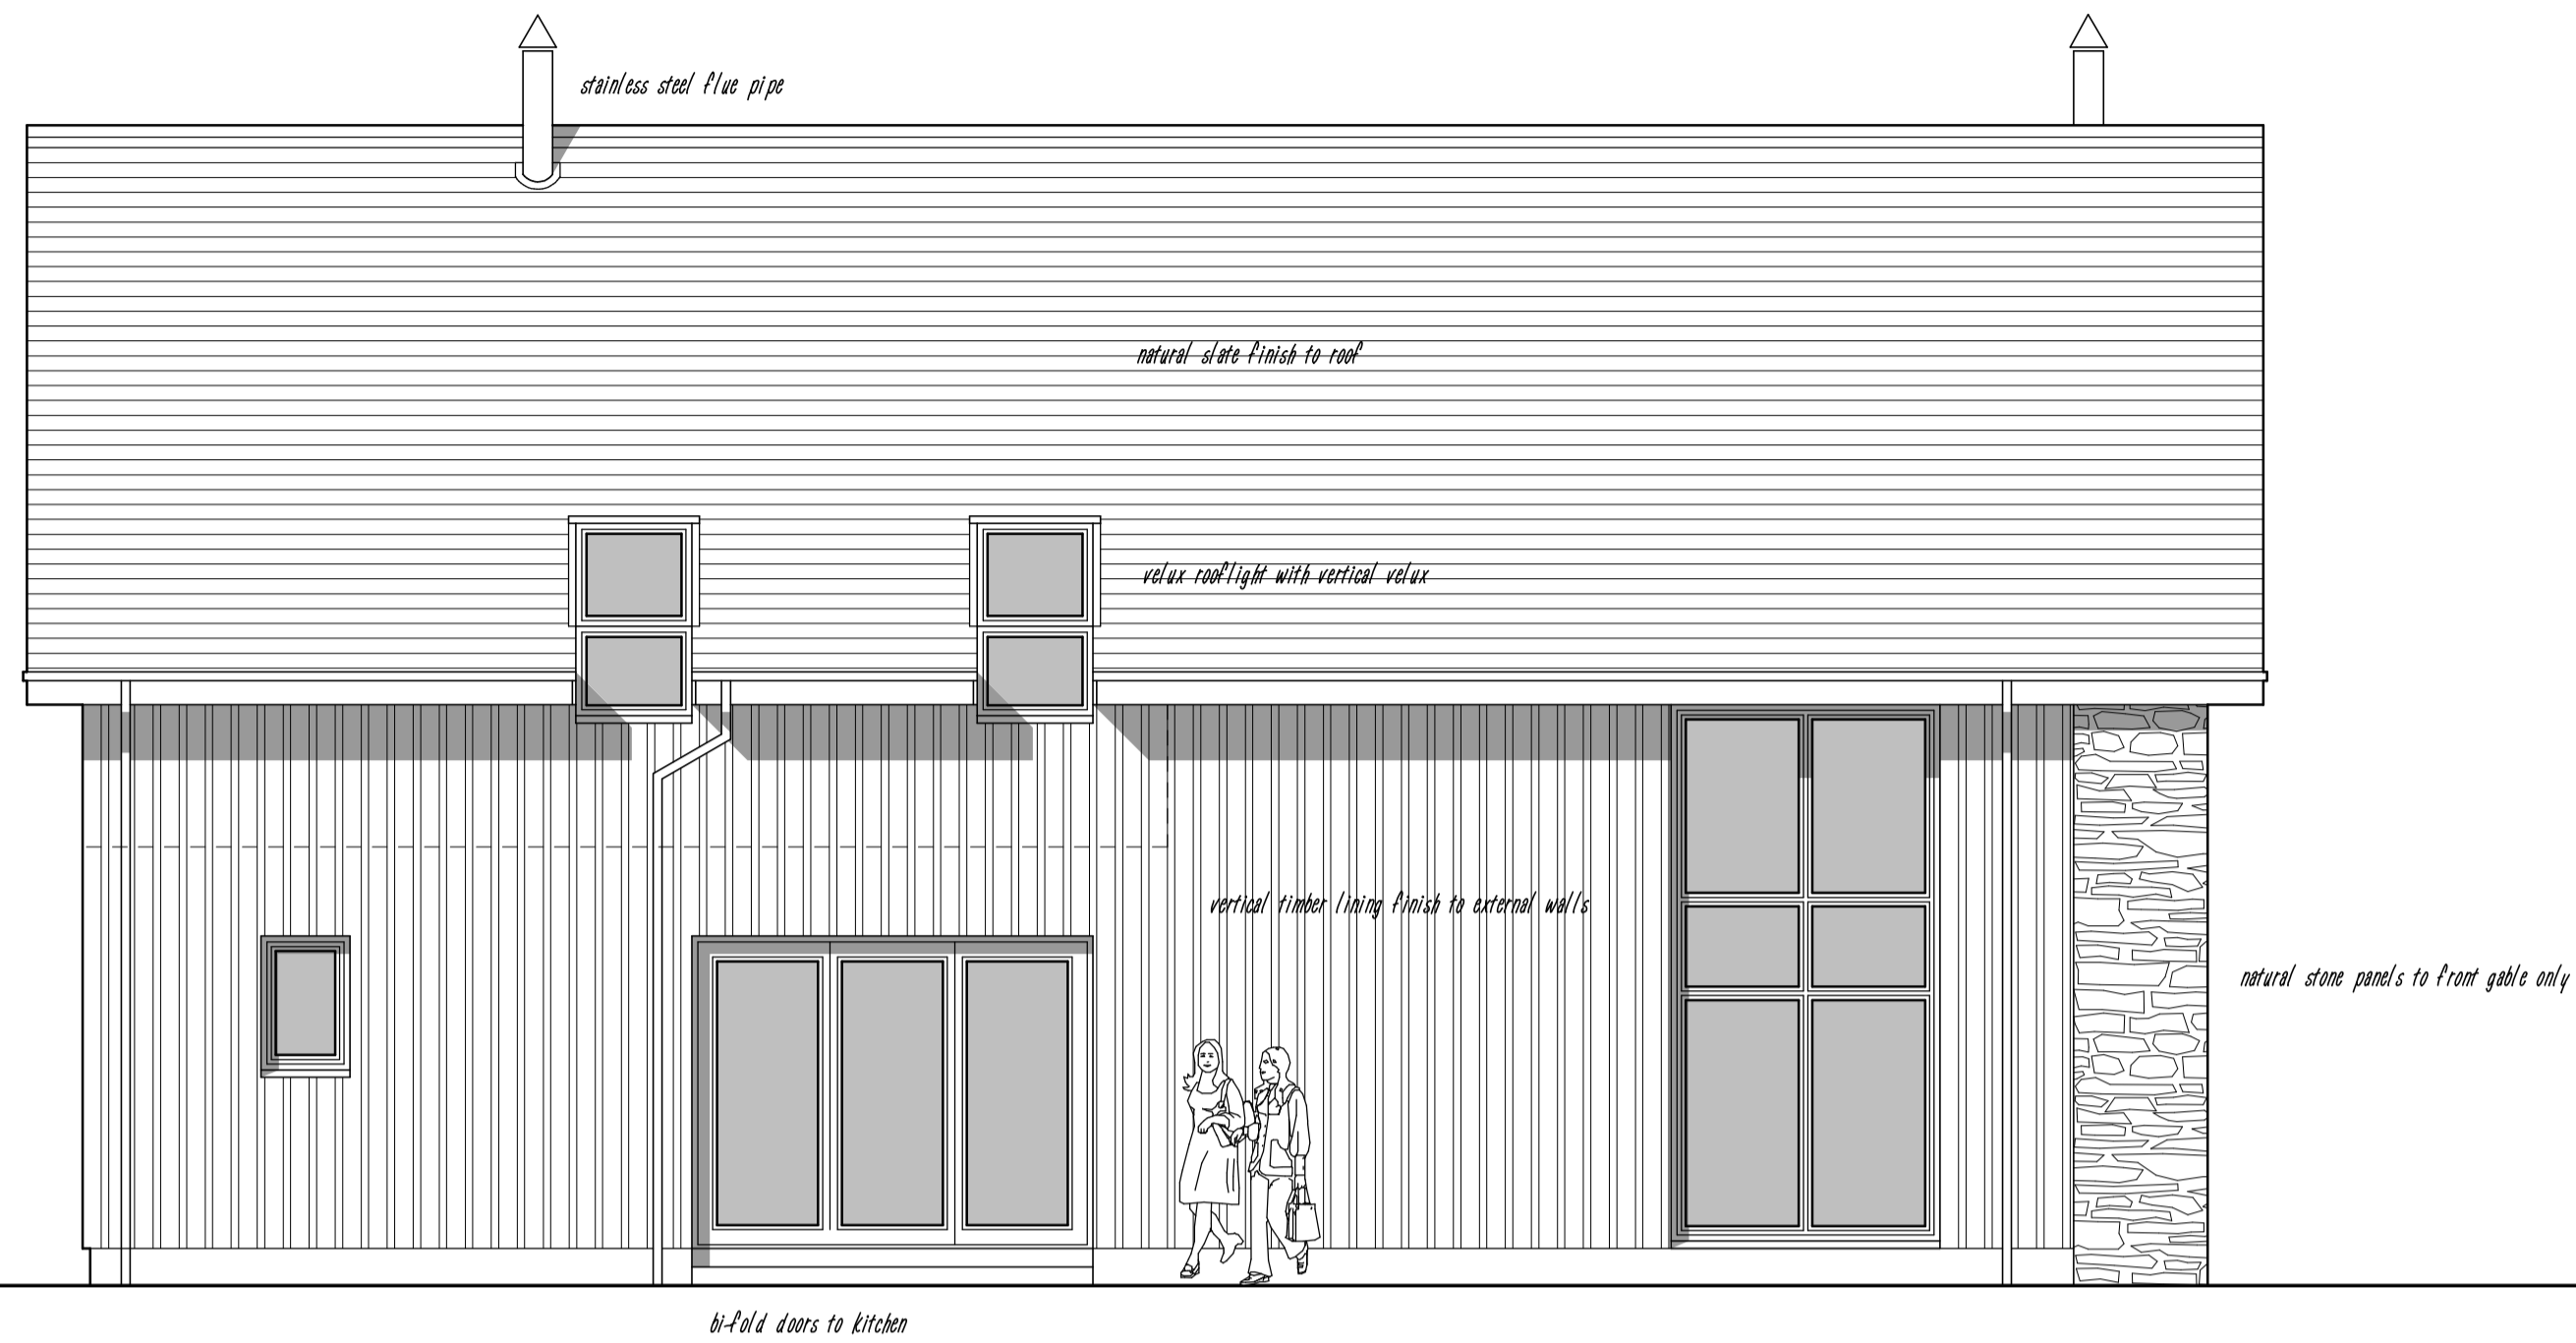 stainless steel flue pipe
natural slate finish to roof
velux rooflight with vertical velux
vertical timber lining finish to external walls
natural stone panels to front gable only
bi-fold doors to kitchen